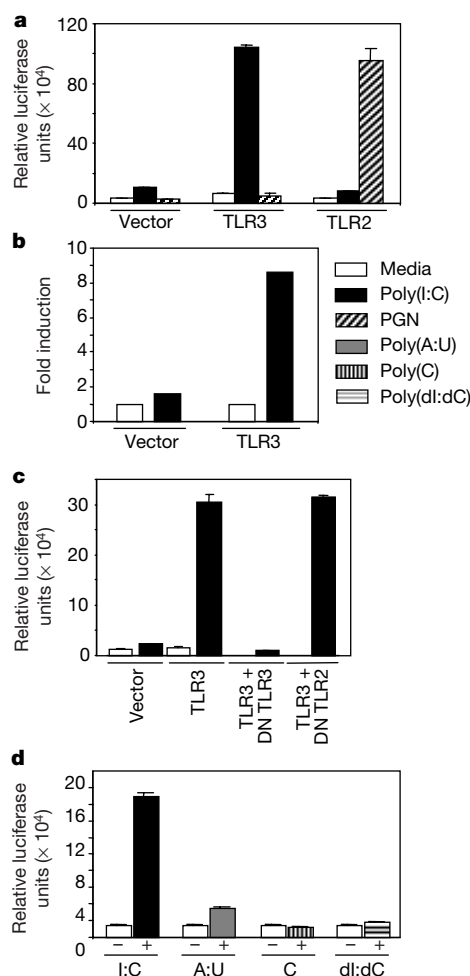 a
Relative luciferase
units (× 10⁴)
120
80
40
0
Vector
TLR3
TLR2
b
Fold induction
10
8
6
4
2
0
Vector
TLR3
Media
Poly(I:C)
PGN
Poly(A:U)
Poly(C)
Poly(dI:dC)
c
Relative luciferase
units (× 10⁴)
30
20
10
0
Vector
TLR3
TLR3 +
DN TLR3
TLR3 +
DN TLR2
d
Relative luciferase
units (× 10⁴)
20
16
12
8
4
0
− + − + − + − +
I:C A:U C dI:dC